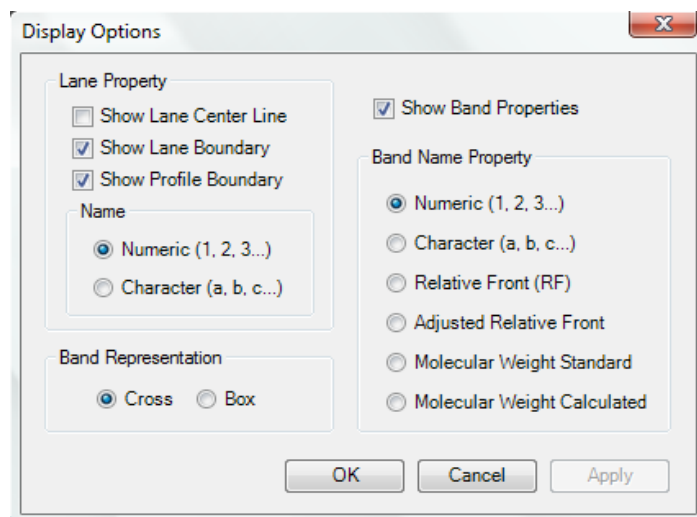 Display Options
Lane Property
Show Lane Center Line
Show Lane Boundary
Show Profile Boundary
Name
Numeric (1, 2, 3...)
Character (a, b, c...)
Band Representation
Cross
Box
Show Band Properties
Band Name Property
Numeric (1, 2, 3...)
Character (a, b, c...)
Relative Front (RF)
Adjusted Relative Front
Molecular Weight Standard
Molecular Weight Calculated
OK
Cancel
Apply